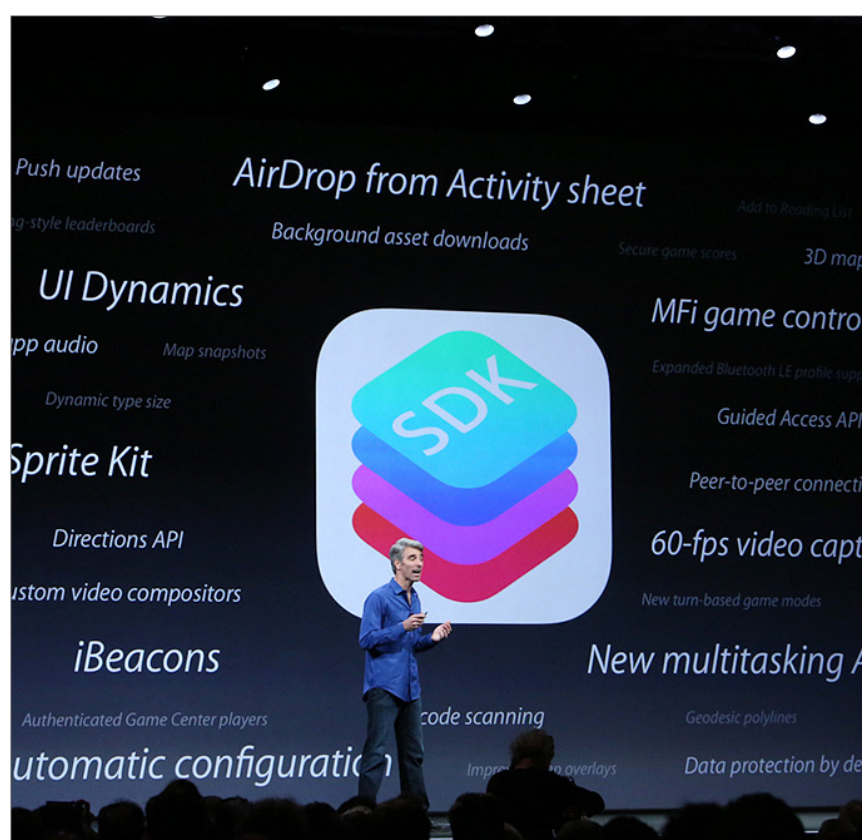 Push updates
AirDrop from Activity sheet
Add to Reading List
g-style leaderboards
Background asset downloads
Secure game scores
3D map
UI Dynamics
MFi game contro
pp audio
Map snapshots
Expanded Bluetooth LE profile supp
Dynamic type size
SDK
Guided Access API
Sprite Kit
Peer-to-peer connecti
Directions API
60-fps video capt
ustom video compositors
New turn-based game modes
iBeacons
New multitasking A
Authenticated Game Center players
code scanning
Geodesic polylines
utomatic configuration
overlays
Data protection by de